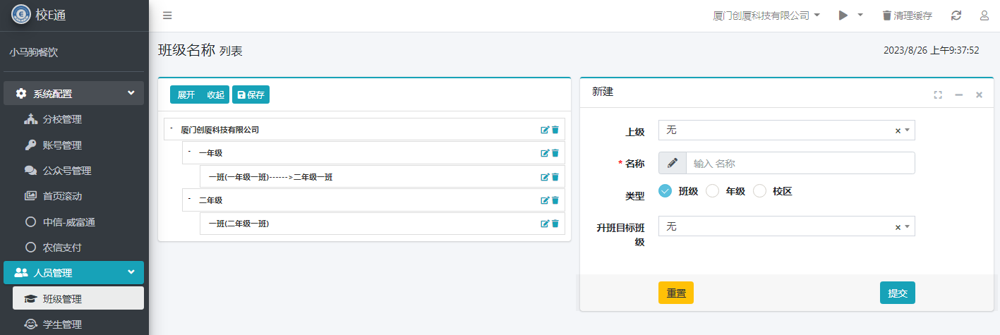 校E通
厦门创厦科技有限公司 清理缓存
小马驹餐饮
班级名称 列表
2023/8/26 上午9:37:52
系统配置
分校管理
账号管理
公众号管理
首页滚动
中信-威富通
农信支付
人员管理
班级管理
学生管理
展开 收起 保存
- 厦门创厦科技有限公司
- 一年级
一班(一年级一班)------>二年级一班
- 二年级
一班(二年级一班)
新建
上级 无 ×
* 名称 输入 名称
类型 班级 年级 校区
升班目标班
级
无 ×
重置 提交